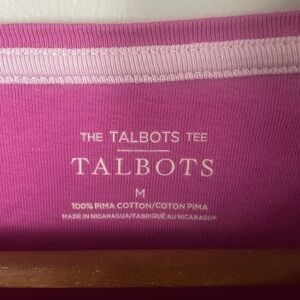 THE TALBOTS TEE
TALBOTS
M
100% PIMA COTTON/COTON PIMA
MADE IN NICARAGUA/FABRIQUÉ AU NICARAGUA